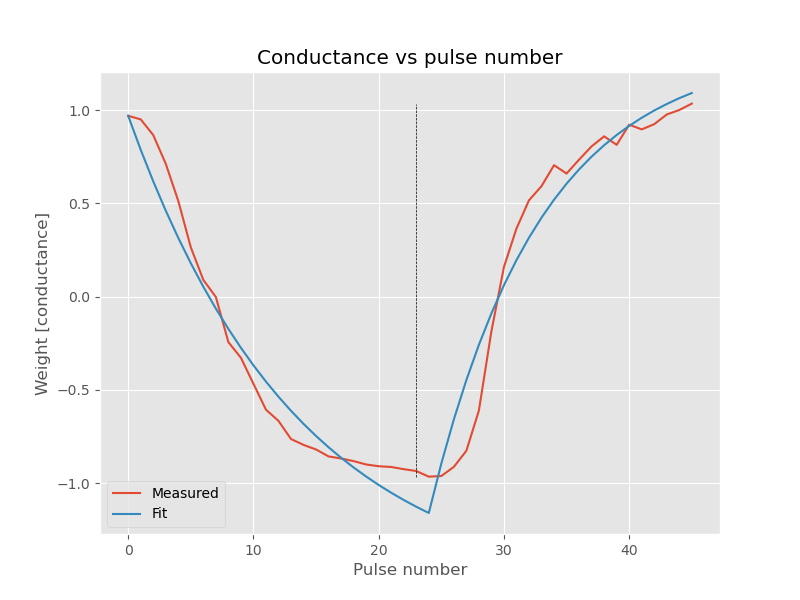 Conductance vs pulse number
Weight [conductance]
1.0
0.5
0.0
−0.5
−1.0
Measured
Fit
0 10 20 30 40
Pulse number